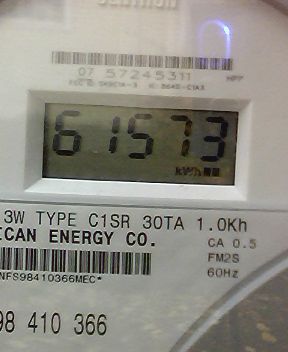 07 57245311
61573
kWh
3W TYPE C1SR 30TA 1.0Kh
ICAN ENERGY CO.
CA 0.5
FM2S
60Hz
NFS98410366MEC*
98 410 366